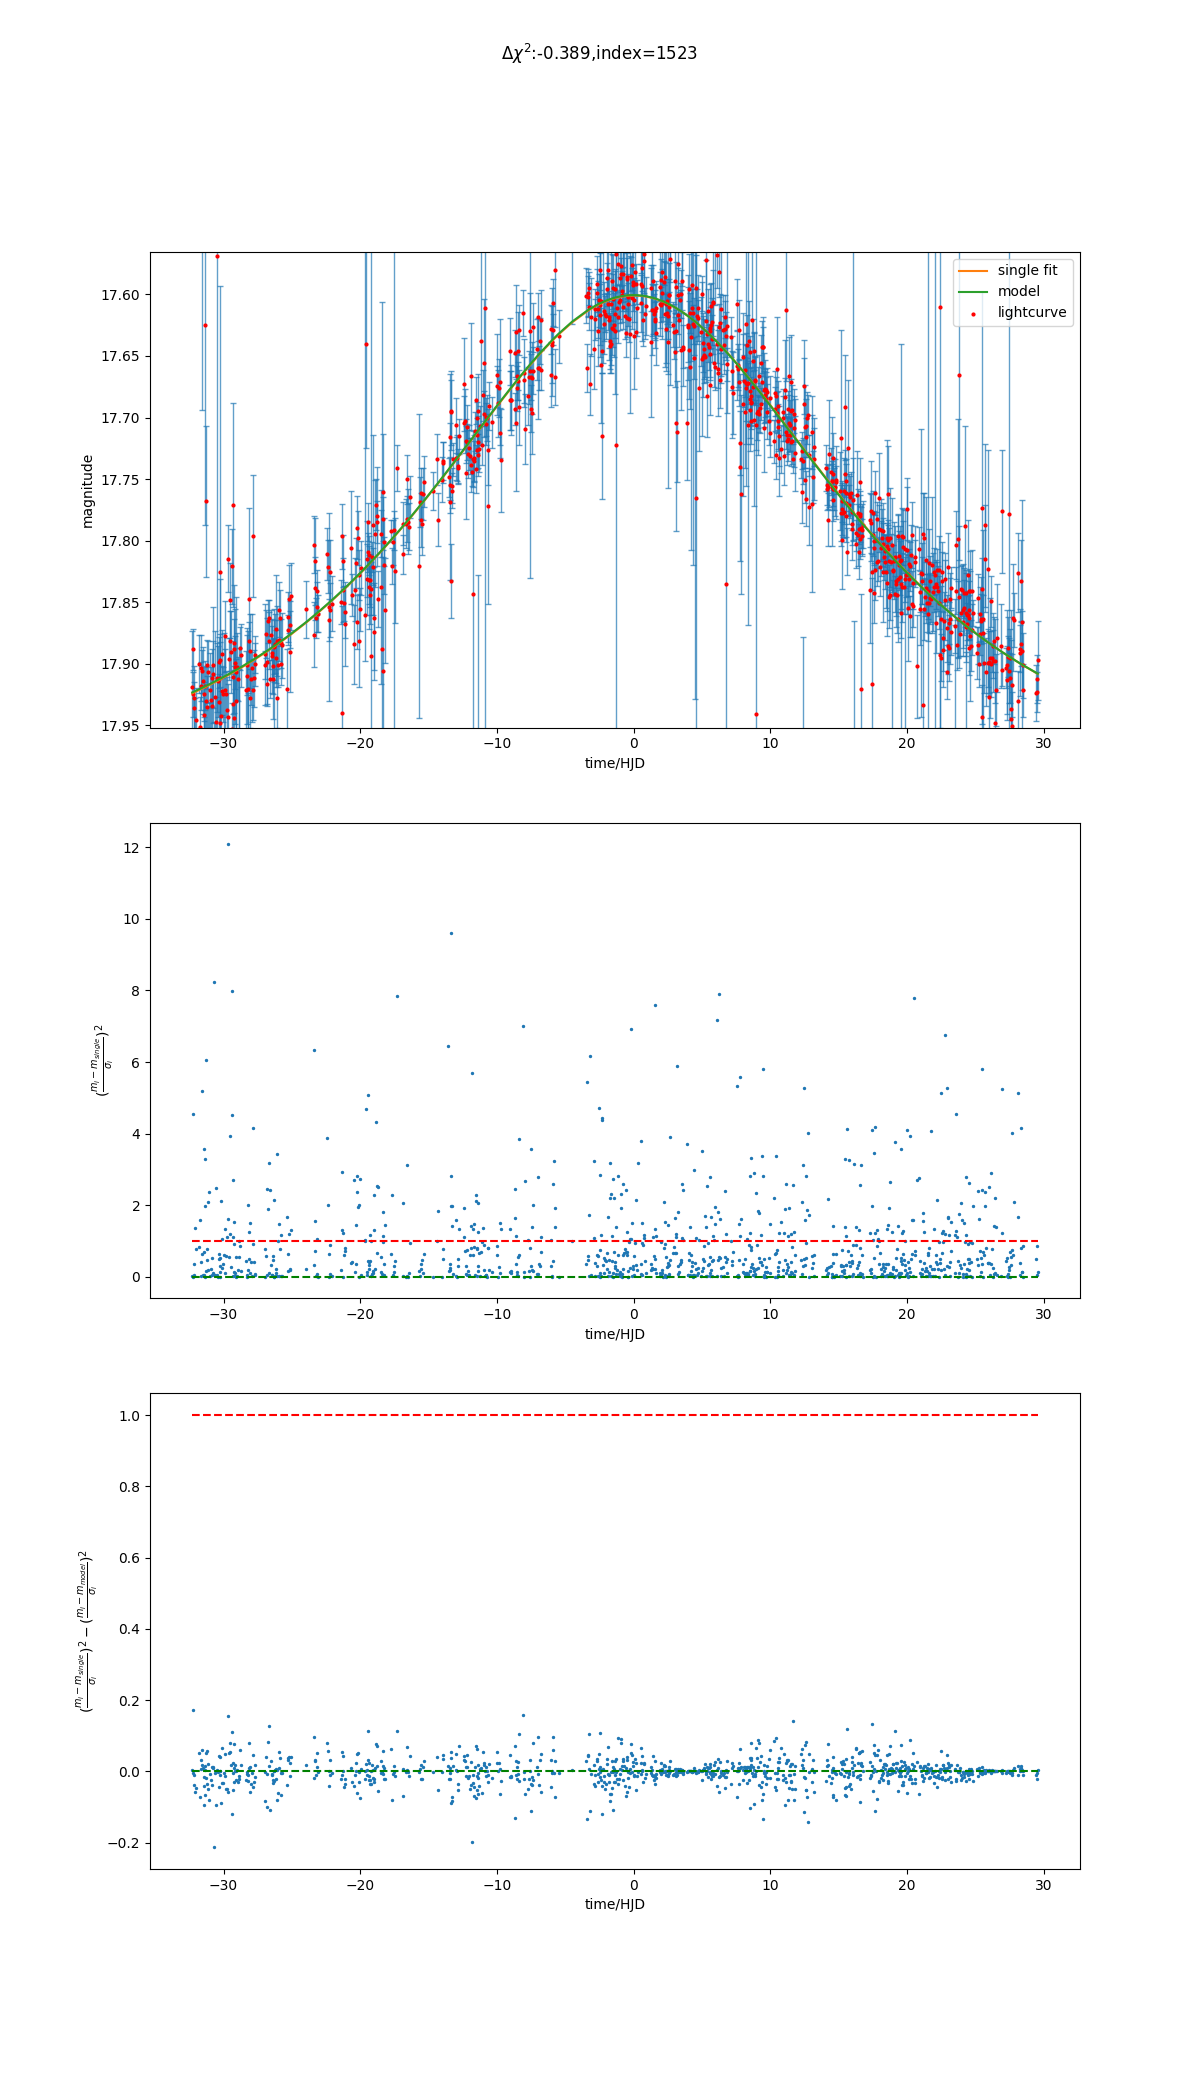 Δχ²:-0.389,index=1523
single fit
model
lightcurve
17.60
17.65
17.70
17.75
17.80
17.85
17.90
17.95
magnitude
−30 −20 −10 0 10 20 30
time/HJD
12
10
8
6
4
2
0
(m_i − m_single / σ_i)²
−30 −20 −10 0 10 20 30
time/HJD
1.0
0.8
0.6
0.4
0.2
0.0
−0.2
(m_i − m_single / σ_i)² − (m_i − m_model / σ_i)²
−30 −20 −10 0 10 20 30
time/HJD